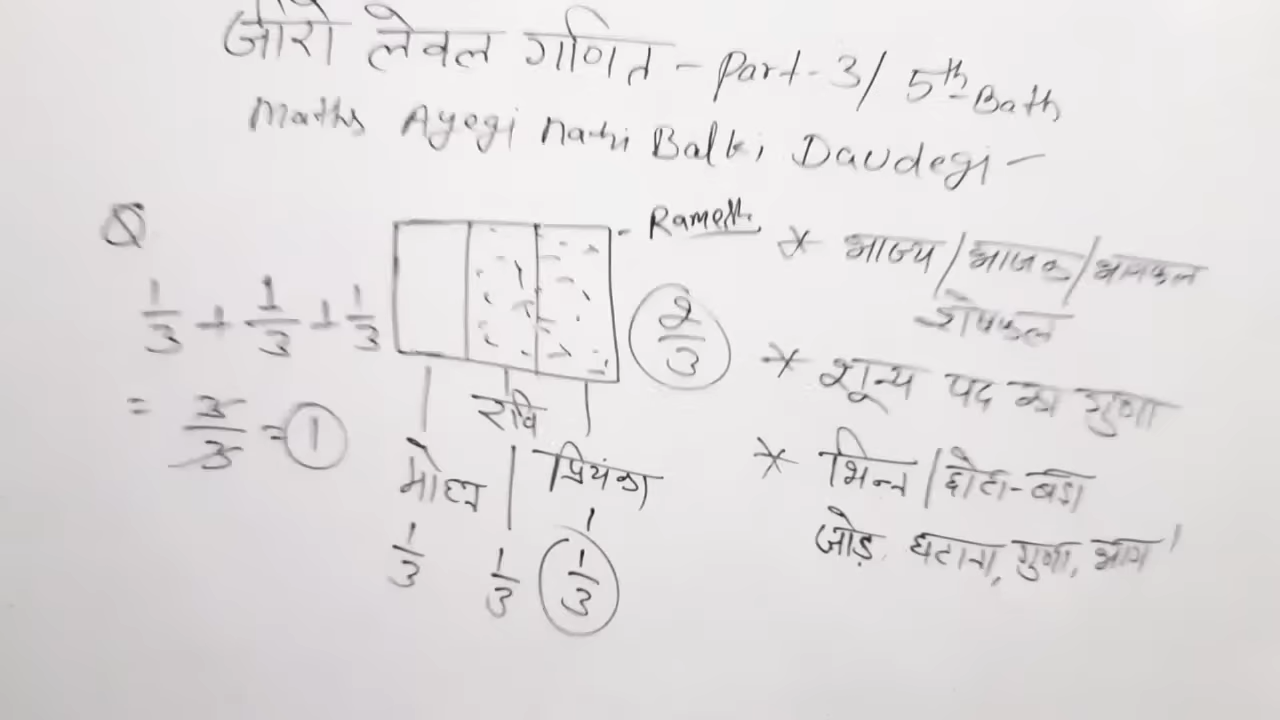 जीरो लेवल गणित - Part-3/ 5th Bath
Maths Ayegi Nahi Balki Daudegi -
Q
1/3 + 1/3 + 1/3
= 3/3 = 1
- Ramesh
2/3
रवि
मोहन | प्रियंका
1/3 1/3 1/3
* भाज्य/भाजक/भागफल
शेषफल
* शून्य पद का गुणा
* भिन्न/छोटा-बड़ा
जोड़ घटाना, गुणा, भाग